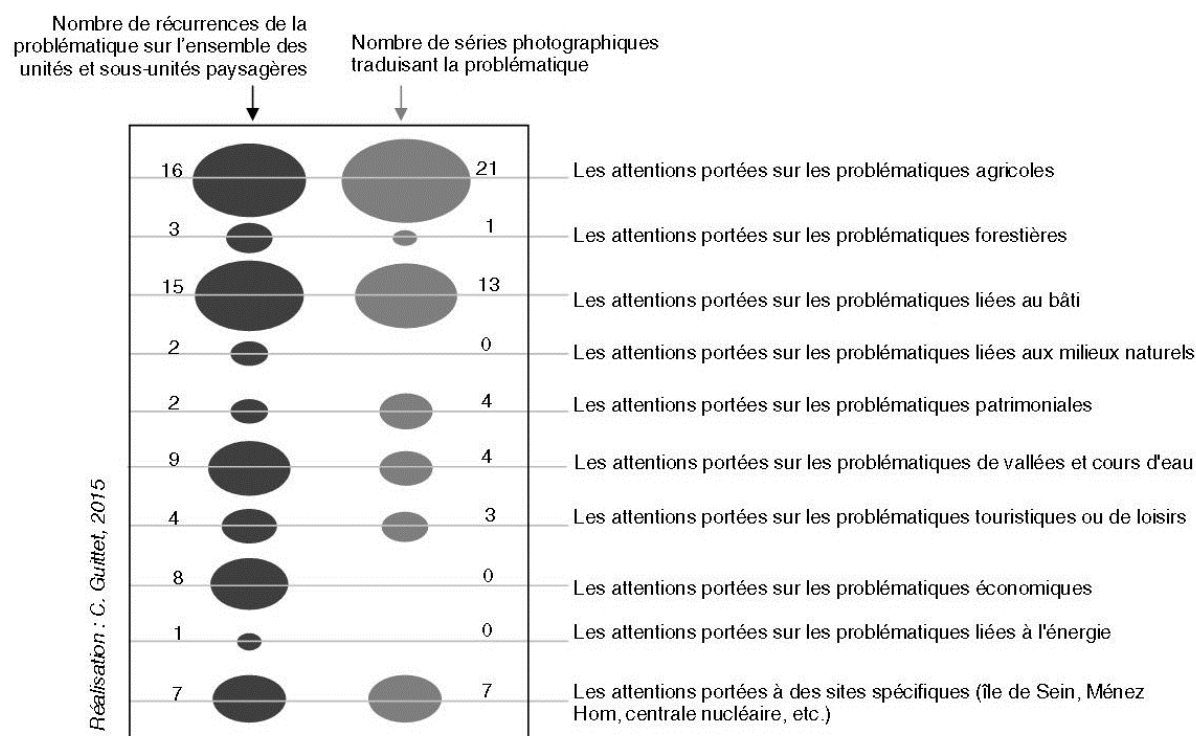 Nombre de récurrences de la
problématique sur l'ensemble des
unités et sous-unités paysagères
Nombre de séries photographiques
traduisant la problématique
16 21 Les attentions portées sur les problématiques agricoles
3 1 Les attentions portées sur les problématiques forestières
15 13 Les attentions portées sur les problématiques liées au bâti
2 0 Les attentions portées sur les problématiques liées aux milieux naturels
2 4 Les attentions portées sur les problématiques patrimoniales
9 4 Les attentions portées sur les problématiques de vallées et cours d'eau
4 3 Les attentions portées sur les problématiques touristiques ou de loisirs
8 0 Les attentions portées sur les problématiques économiques
1 0 Les attentions portées sur les problématiques liées à l'énergie
7 7 Les attentions portées à des sites spécifiques (île de Sein, Ménez
Hom, centrale nucléaire, etc.)
Réalisation : C. Guittet, 2015